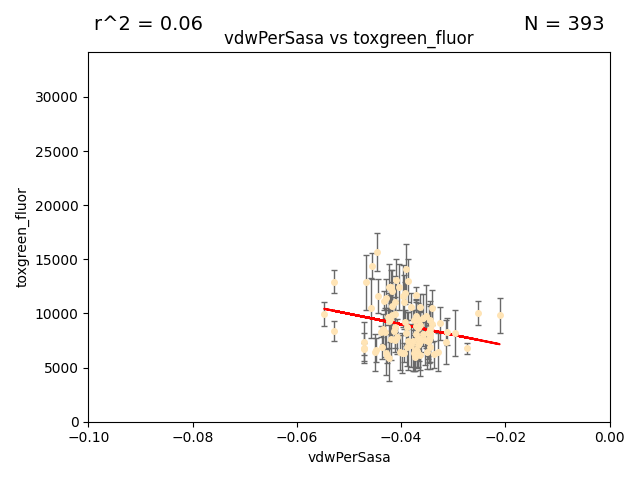 r^2 = 0.06
N = 393
vdwPerSasa vs toxgreen_fluor
toxgreen_fluor
30000
25000
20000
15000
10000
5000
0
−0.10
−0.08
−0.06
−0.04
−0.02
0.00
vdwPerSasa